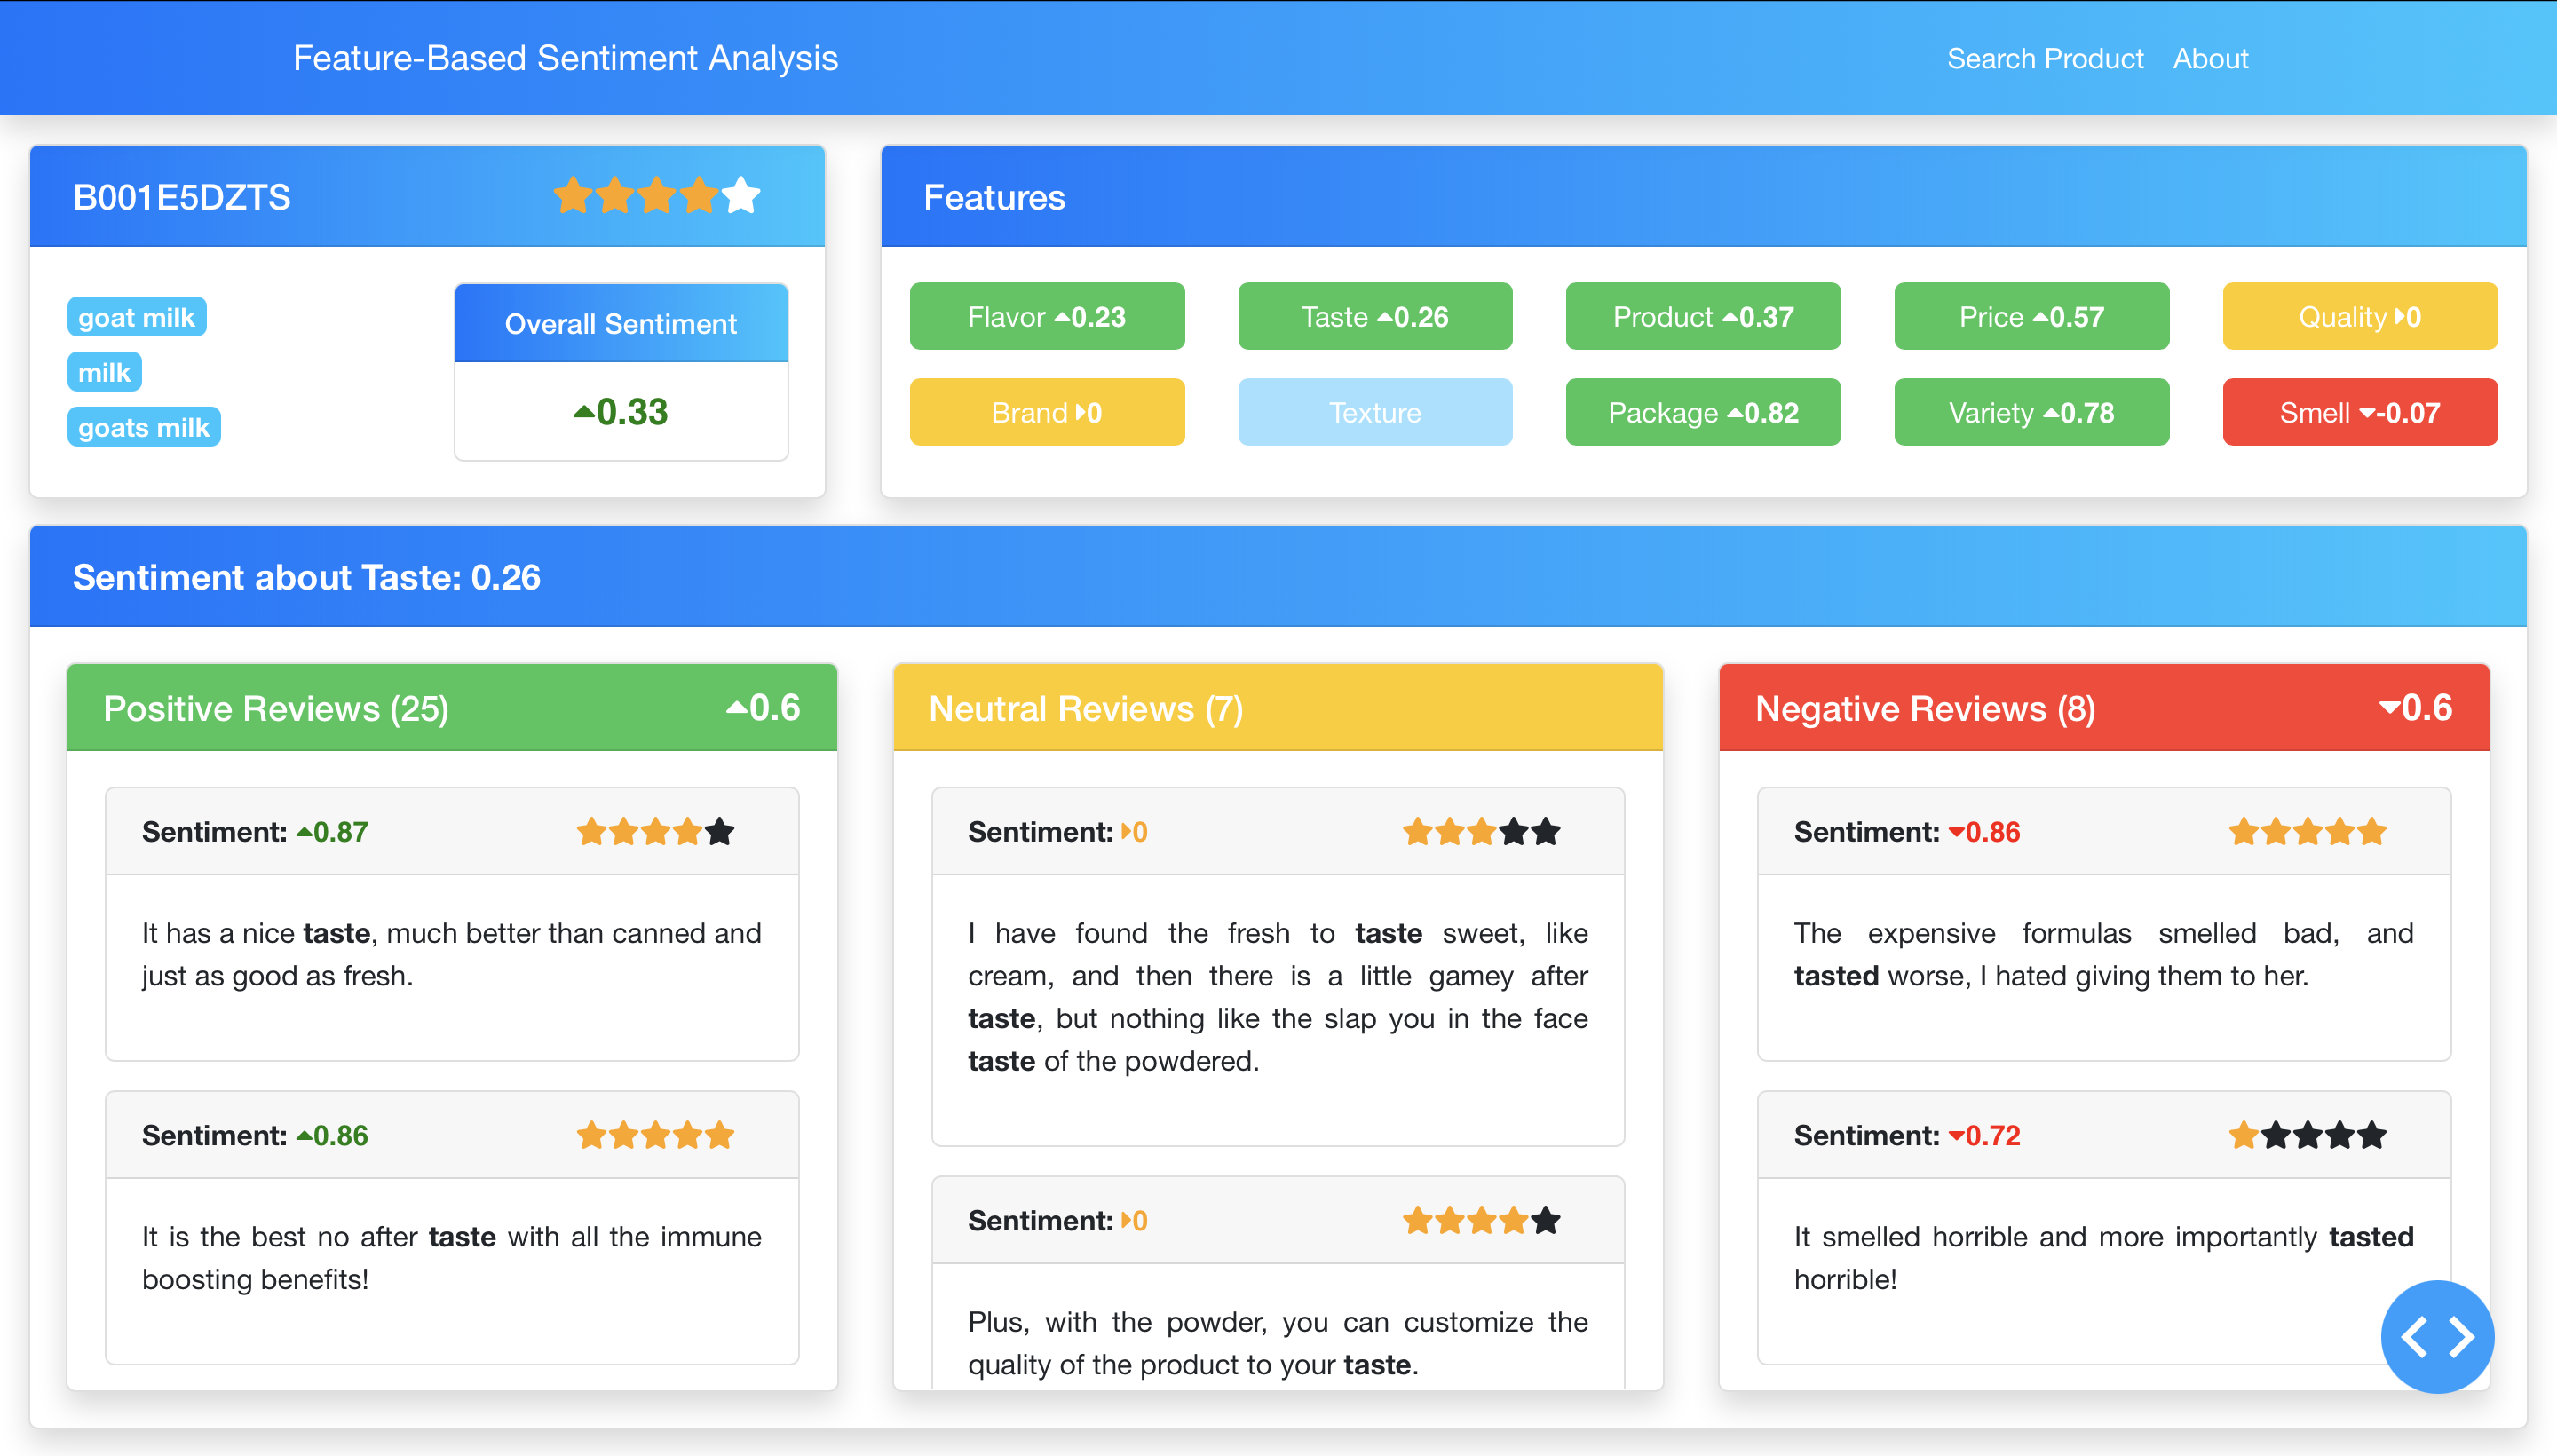 Feature-Based Sentiment Analysis
Search Product About
B001E5DZTS
goat milk
milk
goats milk
Overall Sentiment
0.33
Features
Flavor 0.23
Taste 0.26
Product 0.37
Price 0.57
Quality 0
Brand 0
Texture
Package 0.82
Variety 0.78
Smell -0.07
Sentiment about Taste: 0.26
Positive Reviews (25) 0.6
Sentiment: 0.87
It has a nice taste, much better than canned and
just as good as fresh.
Sentiment: 0.86
It is the best no after taste with all the immune
boosting benefits!
Neutral Reviews (7)
Sentiment: 0
I have found the fresh to taste sweet, like
cream, and then there is a little gamey after
taste, but nothing like the slap you in the face
taste of the powdered.
Sentiment: 0
Plus, with the powder, you can customize the
quality of the product to your taste.
Negative Reviews (8) 0.6
Sentiment: 0.86
The expensive formulas smelled bad, and
tasted worse, I hated giving them to her.
Sentiment: 0.72
It smelled horrible and more importantly tasted
horrible!